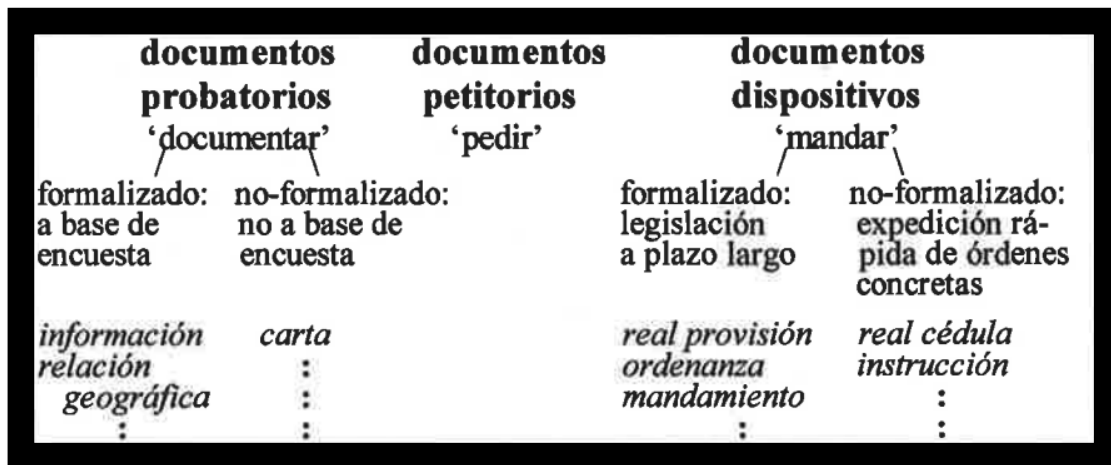 documentos probatorios
'documentar'
formalizado:
a base de
encuesta
información
relación
geográfica
:
no-formalizado:
no a base de
encuesta
carta
:
:
:
documentos
petitorios
'pedir'
documentos
dispositivos
'mandar'
formalizado:
legislación
a plazo largo
real provisión
ordenanza
mandamiento
:
no-formalizado:
expedición rá-
pida de órdenes
concretas
real cédula
instrucción
:
: